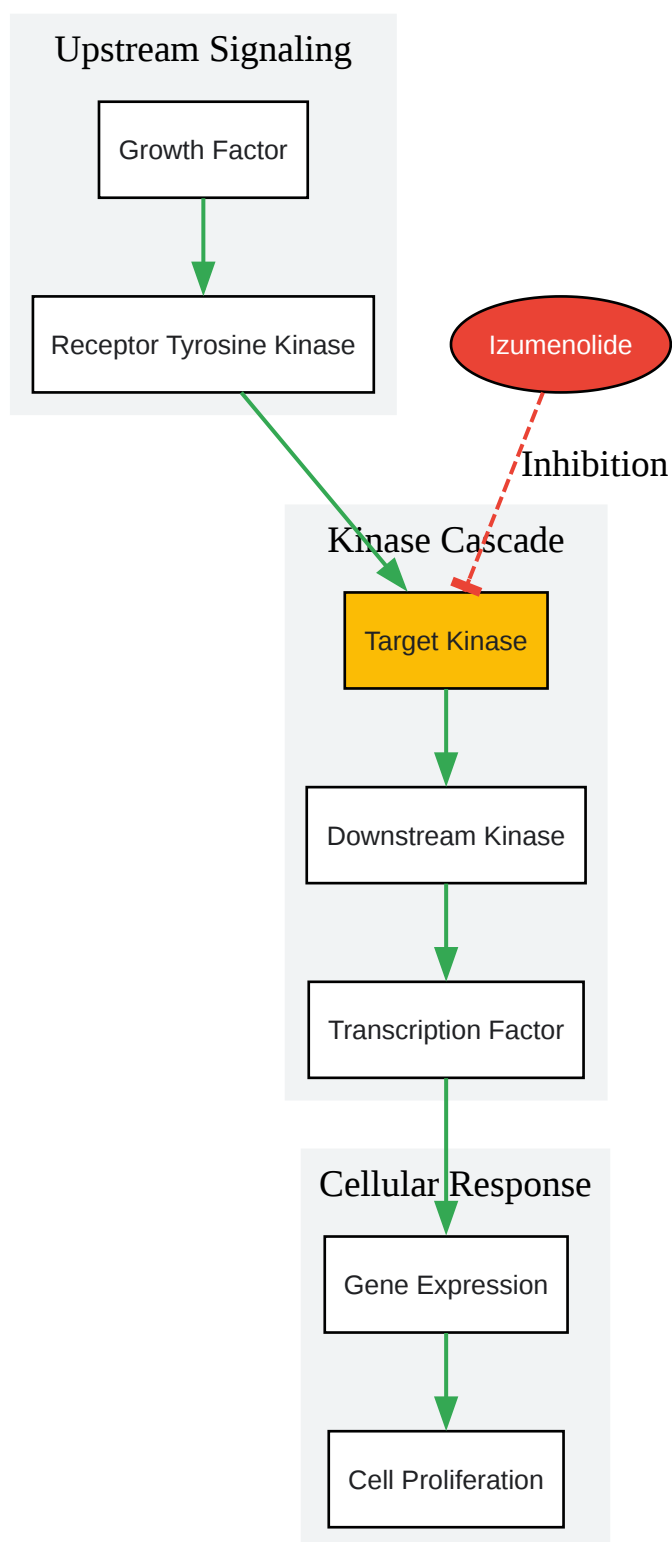 Upstream Signaling
Growth Factor
Receptor Tyrosine Kinase
Izumenolide
Inhibition
Kinase Cascade
Target Kinase
Downstream Kinase
Transcription Factor
Cellular Response
Gene Expression
Cell Proliferation